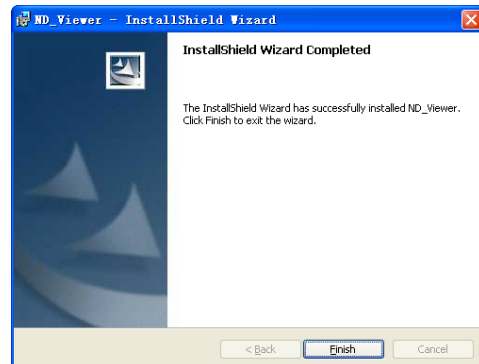 ND_Viewer - InstallShield Wizard
InstallShield Wizard Completed
The InstallShield Wizard has successfully installed ND_Viewer.
Click Finish to exit the wizard.
< Back Finish Cancel